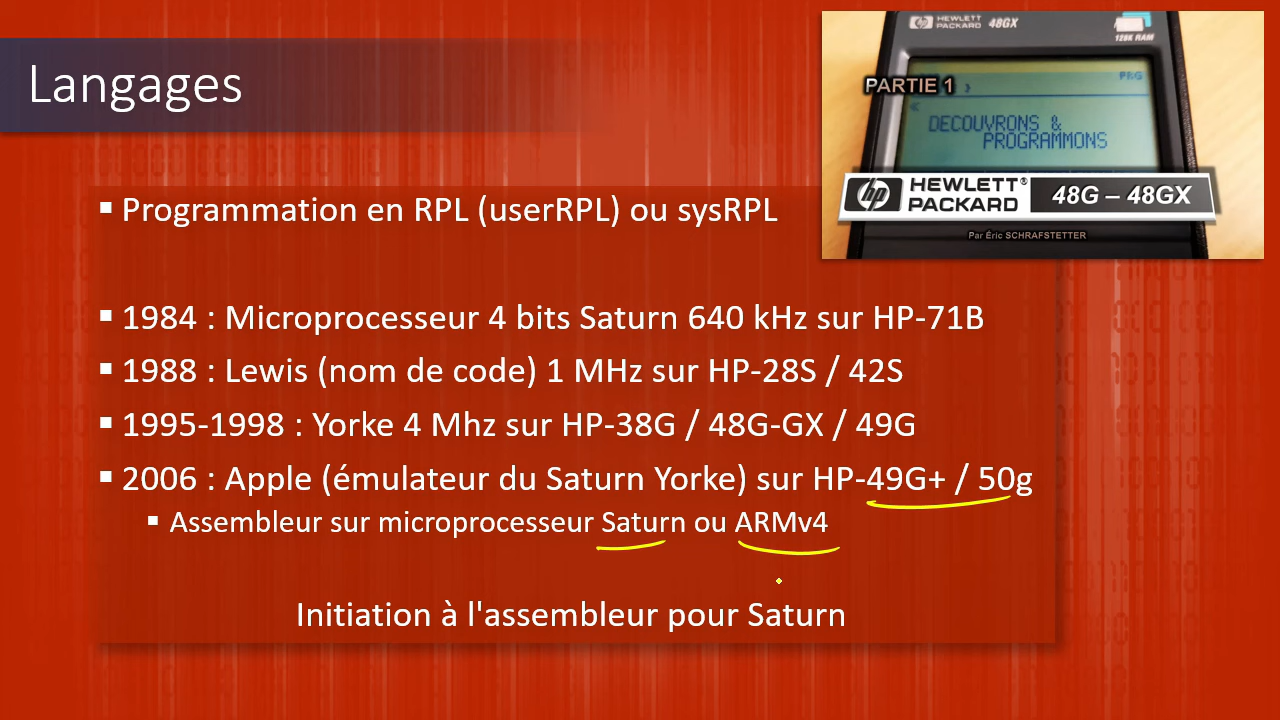 Langages
HEWLETT PACKARD 48GX
128K RAM
PARTIE 1
PRG
DECOUVRONS &
PROGRAMMONS
hp HEWLETT® PACKARD 48G – 48GX
Par Éric SCHRAFSTETTER
Programmation en RPL (userRPL) ou sysRPL
1984 : Microprocesseur 4 bits Saturn 640 kHz sur HP-71B
1988 : Lewis (nom de code) 1 MHz sur HP-28S / 42S
1995-1998 : Yorke 4 Mhz sur HP-38G / 48G-GX / 49G
2006 : Apple (émulateur du Saturn Yorke) sur HP-49G+ / 50g
Assembleur sur microprocesseur Saturn ou ARMv4
Initiation à l'assembleur pour Saturn